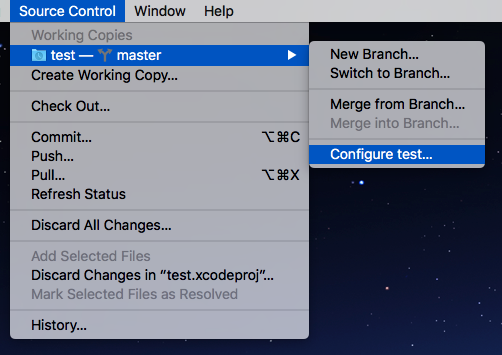 Source Control Window Help
Working Copies
test — master
Create Working Copy...
Check Out...
Commit... ⌥⌘C
Push...
Pull... ⌥⌘X
Refresh Status
Discard All Changes...
Add Selected Files
Discard Changes in “test.xcodeproj”...
Mark Selected Files as Resolved
History...
New Branch...
Switch to Branch...
Merge from Branch...
Merge into Branch...
Configure test...